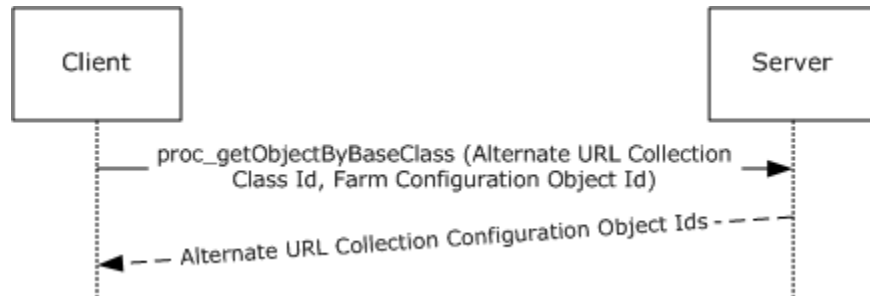 Client
Server
proc_getObjectByBaseClass (Alternate URL Collection
Class Id, Farm Configuration Object Id)
Alternate URL Collection Configuration Object Ids